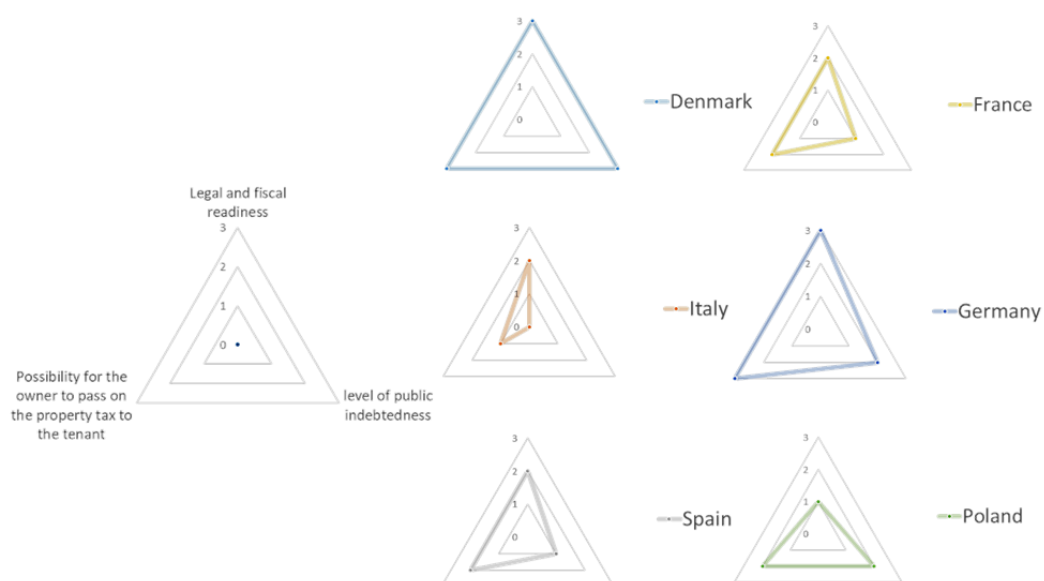 3
2
1
0
Denmark
3
2
1
0
France
Legal and fiscal
readiness
3
2
1
0
Possibility for the
owner to pass on
the property tax to
the tenant
level of public
indebtedness
3
2
1
0
Italy
3
2
1
0
Germany
3
2
1
0
Spain
3
2
1
0
Poland